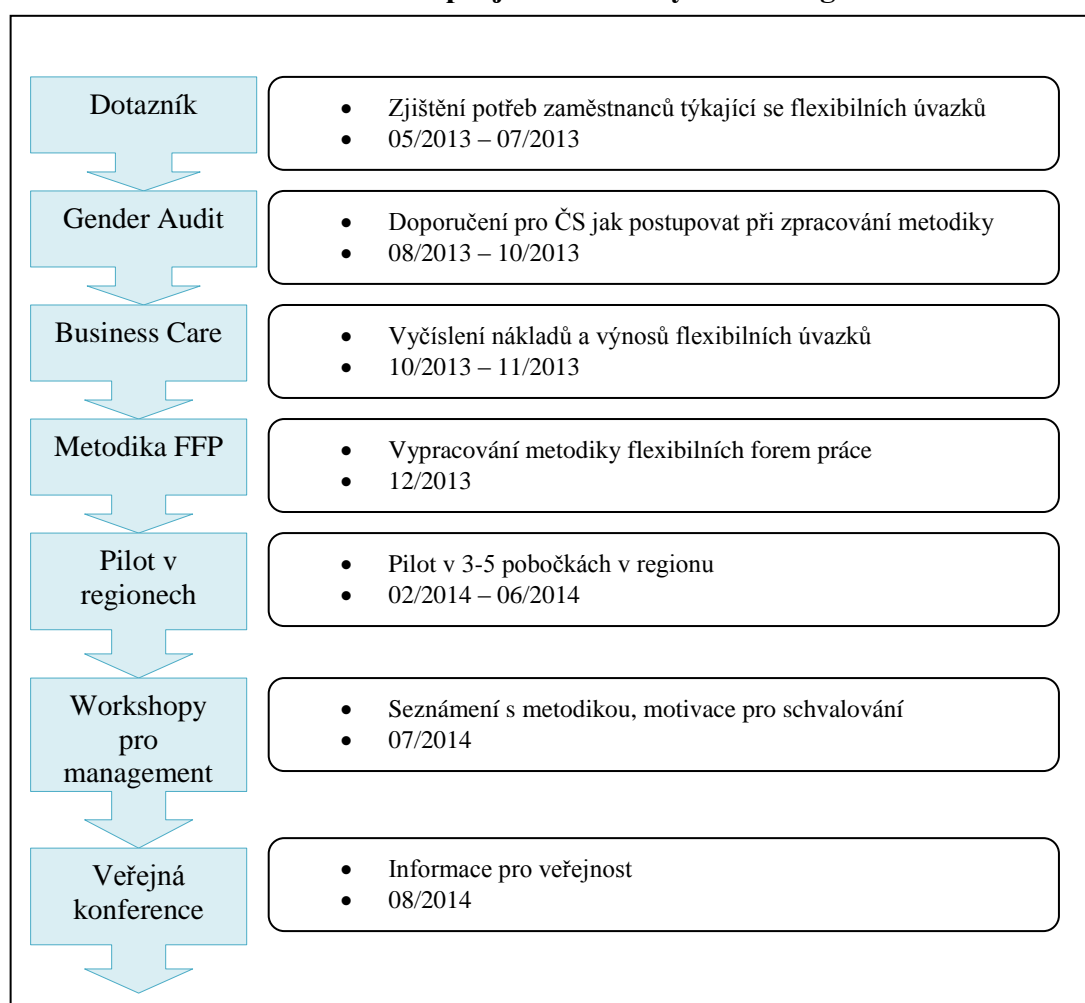 Dotazník
• Zjištění potřeb zaměstnanců týkající se flexibilních úvazků
• 05/2013 – 07/2013
Gender Audit
• Doporučení pro ČS jak postupovat při zpracování metodiky
• 08/2013 – 10/2013
Business Care
• Vyčíslení nákladů a výnosů flexibilních úvazků
• 10/2013 – 11/2013
Metodika FFP
• Vypracování metodiky flexibilních forem práce
• 12/2013
Pilot v
regionech
• Pilot v 3-5 pobočkách v regionu
• 02/2014 – 06/2014
Workshopy
pro
management
• Seznámení s metodikou, motivace pro schvalování
• 07/2014
Veřejná
konference
• Informace pro veřejnost
• 08/2014